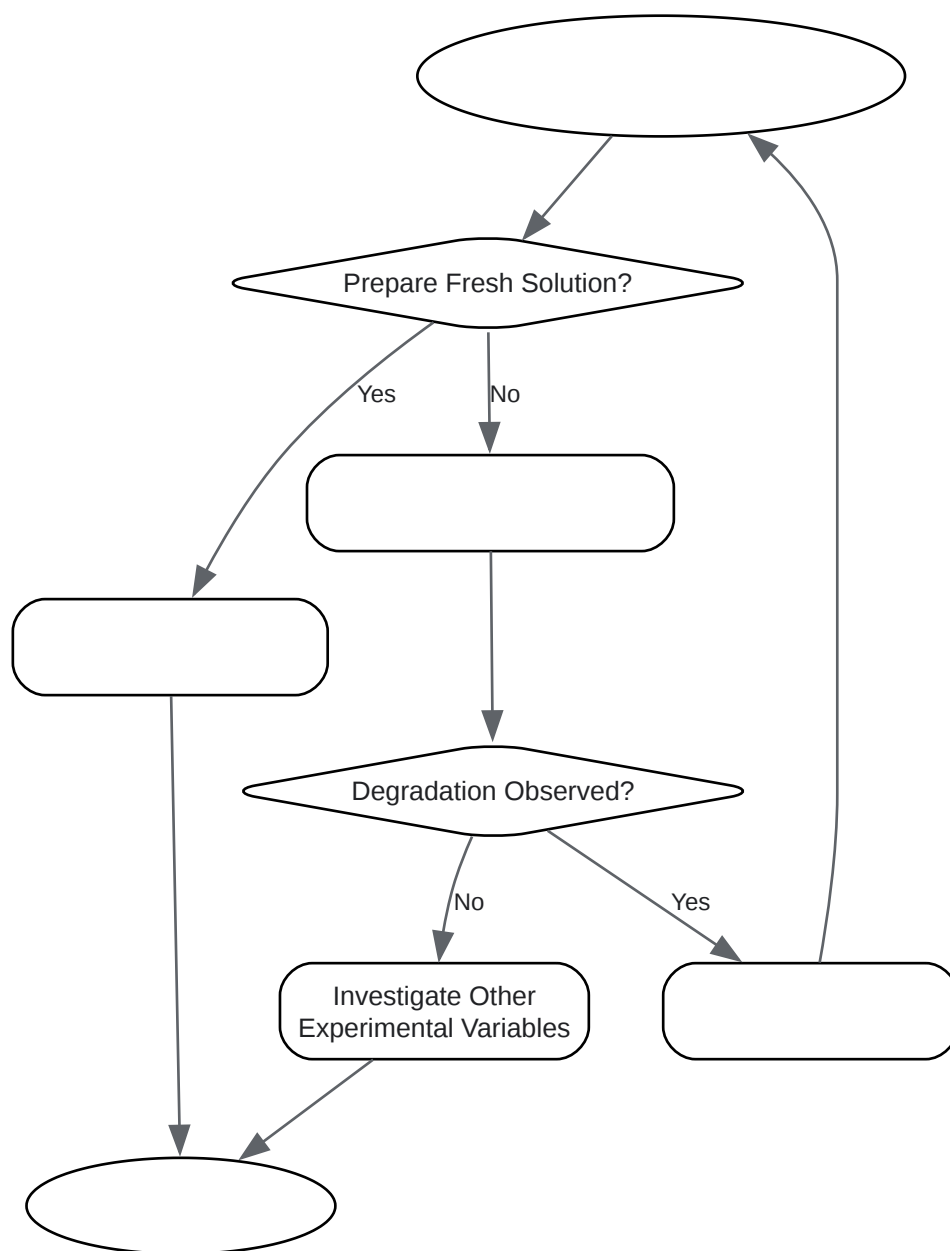 Prepare Fresh Solution?
Yes
No
Degradation Observed?
No
Yes
Investigate Other
Experimental Variables